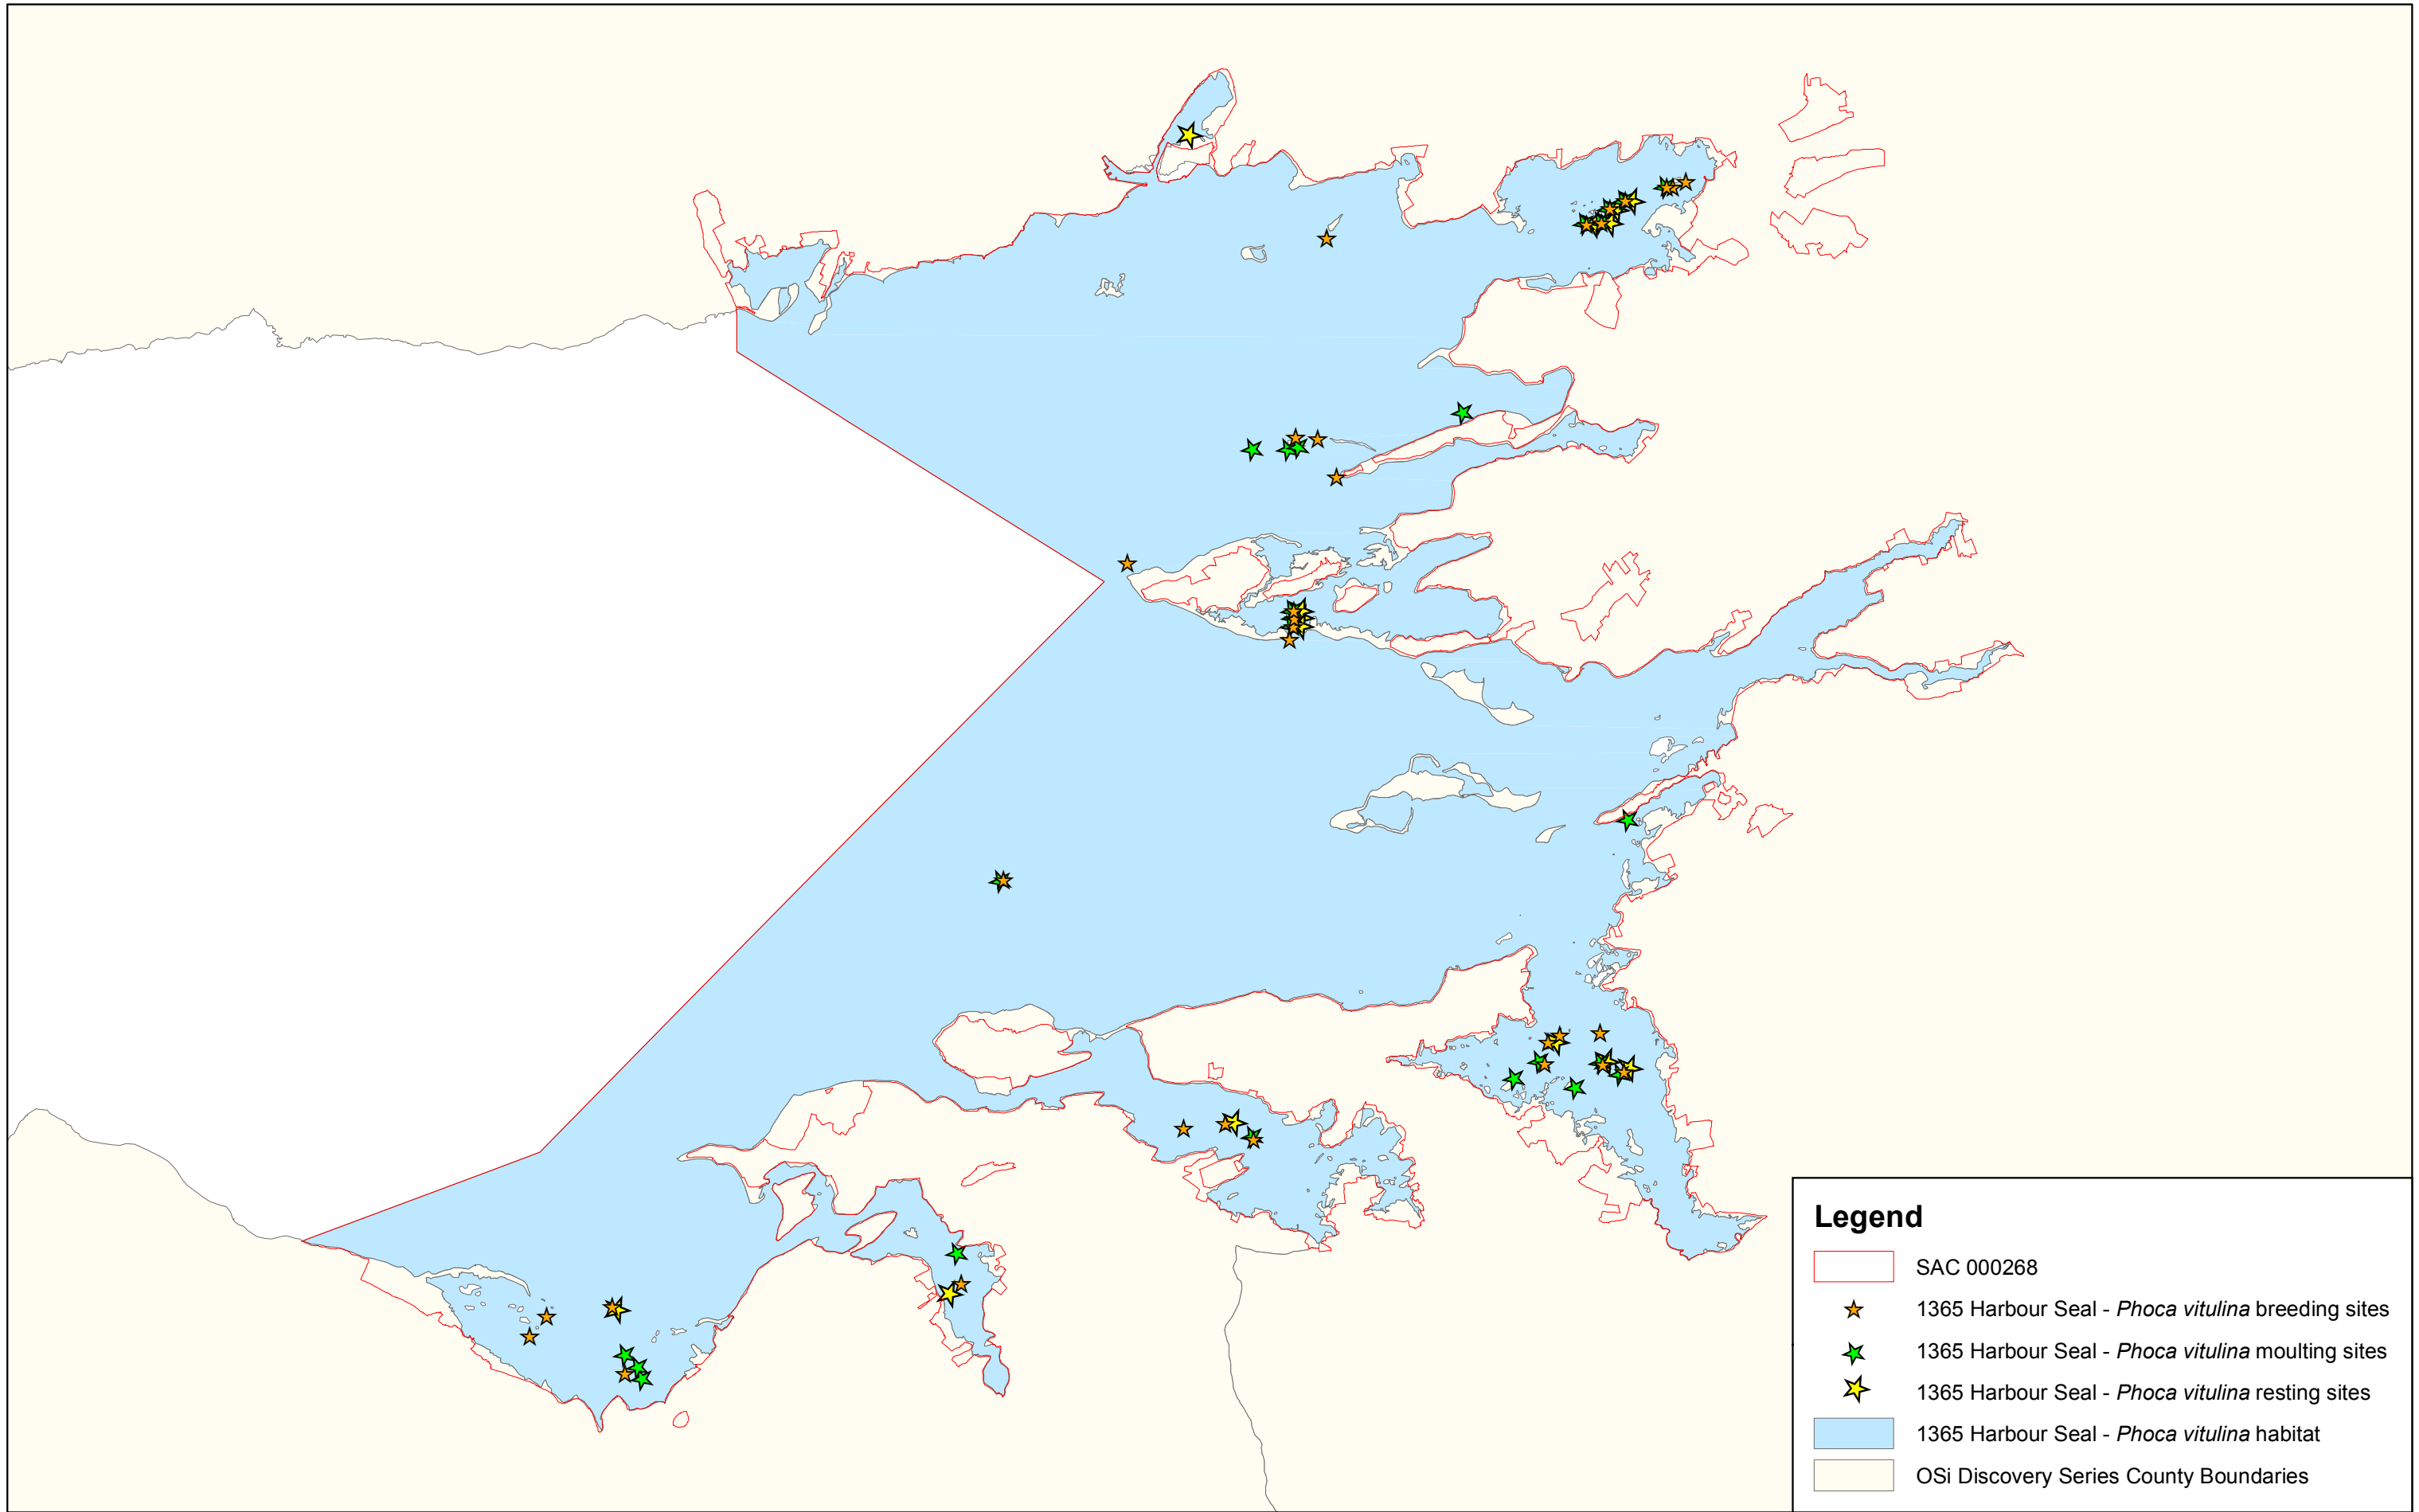 Legend
SAC 000268
1365 Harbour Seal - Phoca vitulina breeding sites
1365 Harbour Seal - Phoca vitulina moulting sites
1365 Harbour Seal - Phoca vitulina resting sites
1365 Harbour Seal - Phoca vitulina habitat
OSi Discovery Series County Boundaries